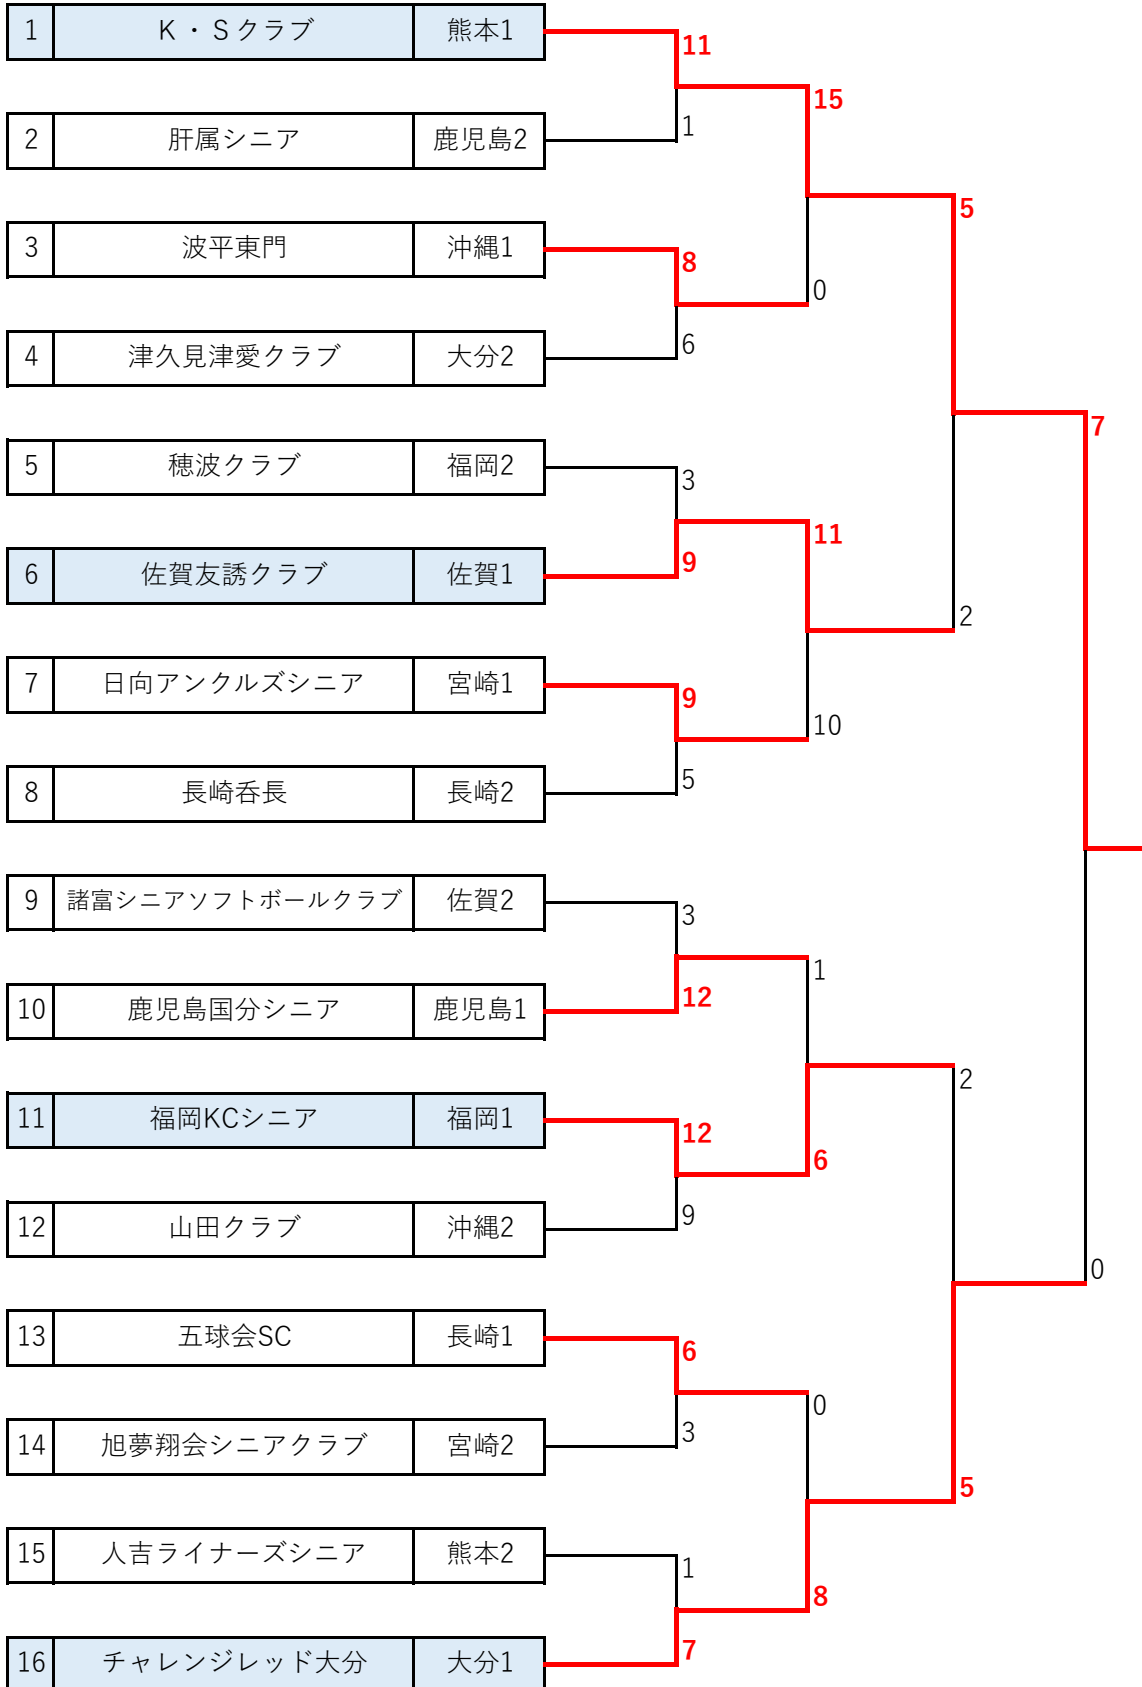 1 K・Sクラブ 熊本1
11
15
1
2 肝属シニア 鹿児島2
5
3 波平東門 沖縄1
8
0
6
4 津久見津愛クラブ 大分2
7
5 穂波クラブ 福岡2
3
11
9
6 佐賀友誘クラブ 佐賀1
2
7 日向アンクルズシニア 宮崎1
9
10
5
8 長崎呑長 長崎2
9 諸富シニアソフトボールクラブ 佐賀2
3
1
12
10 鹿児島国分シニア 鹿児島1
2
11 福岡KCシニア 福岡1
12
6
9
12 山田クラブ 沖縄2
0
13 五球会SC 長崎1
6
0
3
14 旭夢翔会シニアクラブ 宮崎2
5
15 人吉ライナーズシニア 熊本2
1
8
7
16 チャレンジレッド大分 大分1